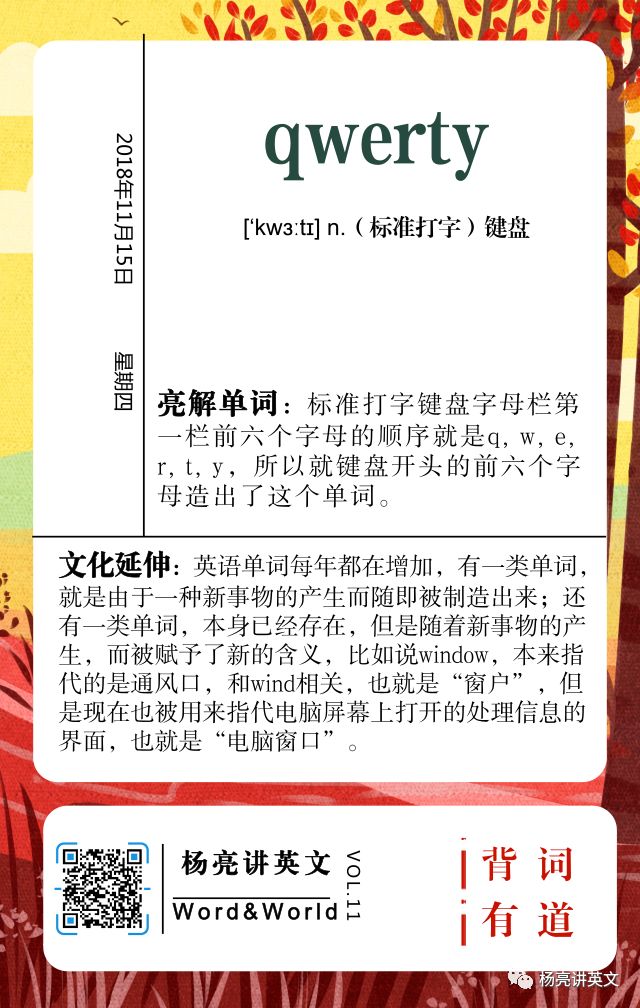 qwerty
['kwɜːtɪ] n.（标准打字）键盘
2018年11月15日
星期四
亮解单词：标准打字键盘字母栏第
一栏前六个字母的顺序就是q, w, e,
r, t, y，所以就键盘开头的前六个字
母造出了这个单词。
文化延伸：英语单词每年都在增加，有一类单词，
就是由于一种新事物的产生而随即被制造出来；还
有一类单词，本身已经存在，但是随着新事物的产
生，而被赋予了新的含义，比如说window，本来指
代的是通风口，和wind相关，也就是“窗户”，但
是现在也被用来指代电脑屏幕上打开的处理信息的
界面，也就是“电脑窗口”。
杨亮讲英文
Word&World
VOL.11
背词
有道
杨亮讲英文